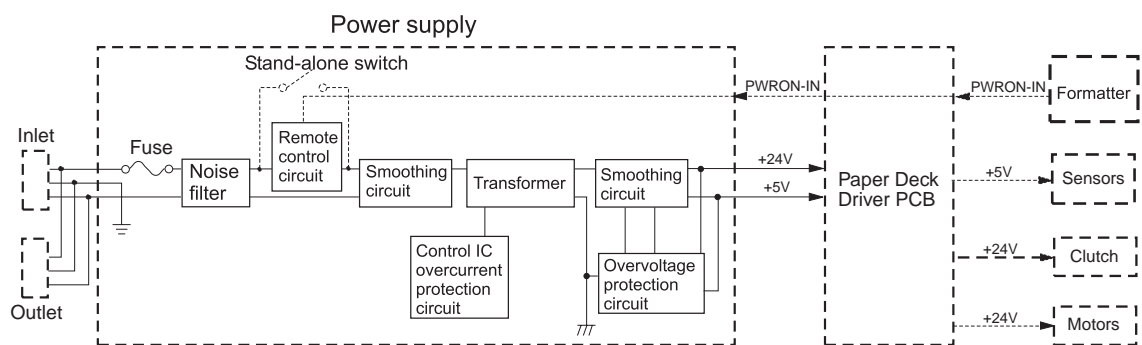 Power supply
Stand-alone switch
PWRON-IN
PWRON-IN
Formatter
Inlet
Fuse
Remote
control
circuit
Noise
filter
Smoothing
circuit
Transformer
Smoothing
circuit
+24V
+5V
Paper Deck
Driver PCB
+5V
Sensors
Control IC
overcurrent
protection
circuit
Overvoltage
protection
circuit
+24V
Clutch
Outlet
+24V
Motors